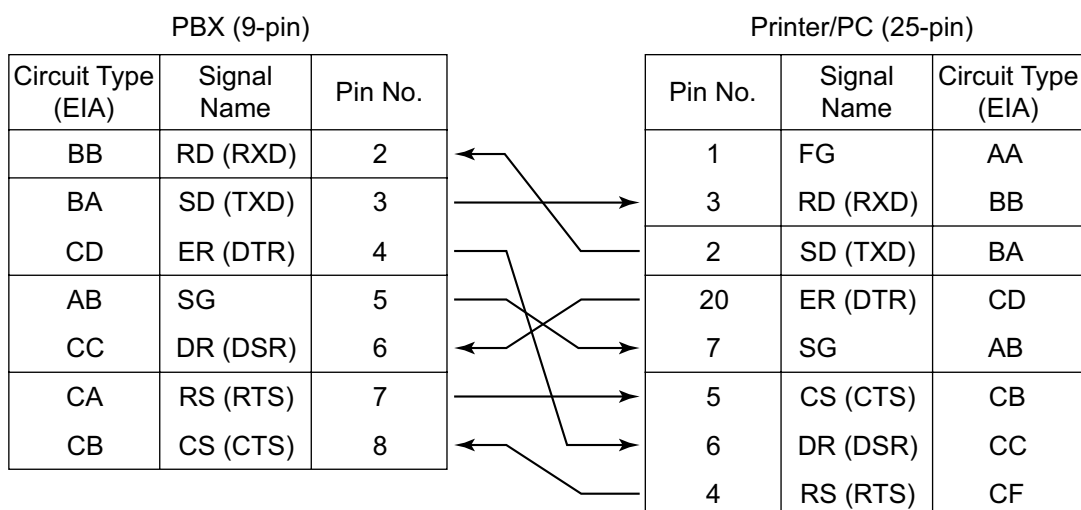 PBX (9-pin)
Circuit Type (EIA) Signal Name Pin No.
BB RD (RXD) 2
BA SD (TXD) 3
CD ER (DTR) 4
AB SG 5
CC DR (DSR) 6
CA RS (RTS) 7
CB CS (CTS) 8
Printer/PC (25-pin)
Pin No. Signal Name Circuit Type (EIA)
1 FG AA
3 RD (RXD) BB
2 SD (TXD) BA
20 ER (DTR) CD
7 SG AB
5 CS (CTS) CB
6 DR (DSR) CC
4 RS (RTS) CF